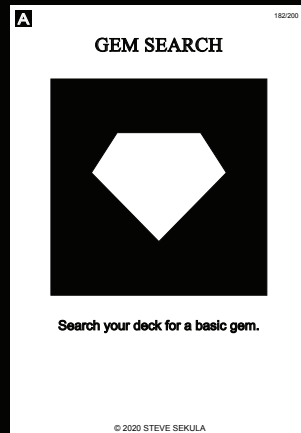 A
182/200
GEM SEARCH
Search your deck for a basic gem.
© 2020 STEVE SEKULA